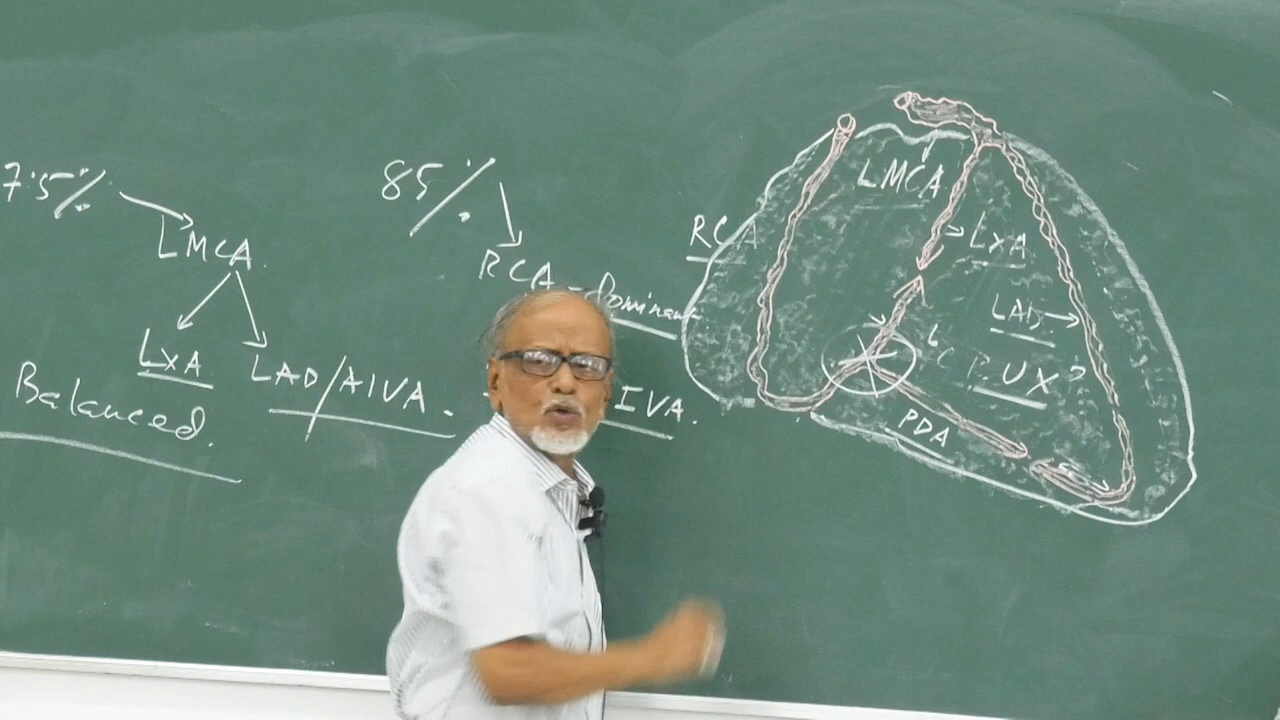 7.5%
LMCA
LXA
LAD/AIVA.
Balanced.
85%
RCA - Dominant
IVA.
RCA
LMCA
LXA
LAD
CRUX
PDA